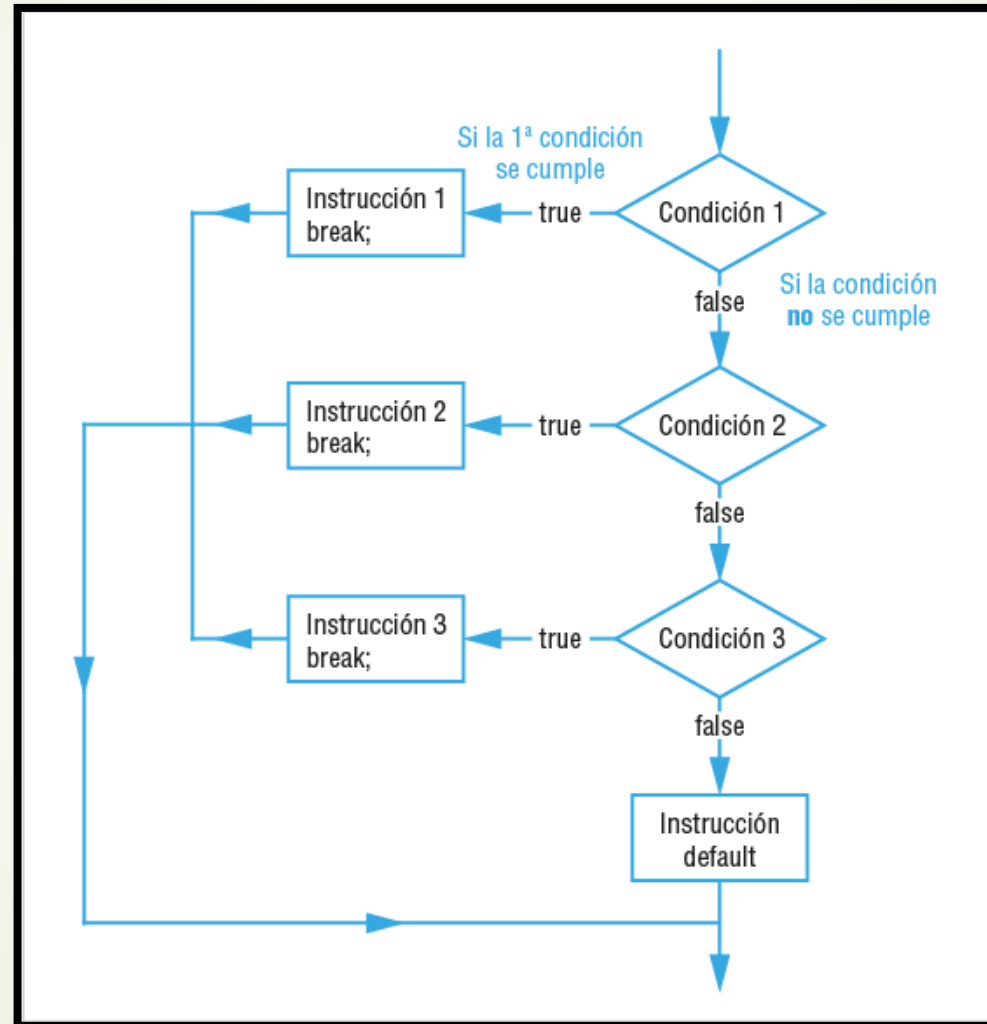 Si la 1ª condición
se cumple
Instrucción 1
break;
true
Condición 1
false
Si la condición
no se cumple
Instrucción 2
break;
true
Condición 2
false
Instrucción 3
break;
true
Condición 3
false
Instrucción
default